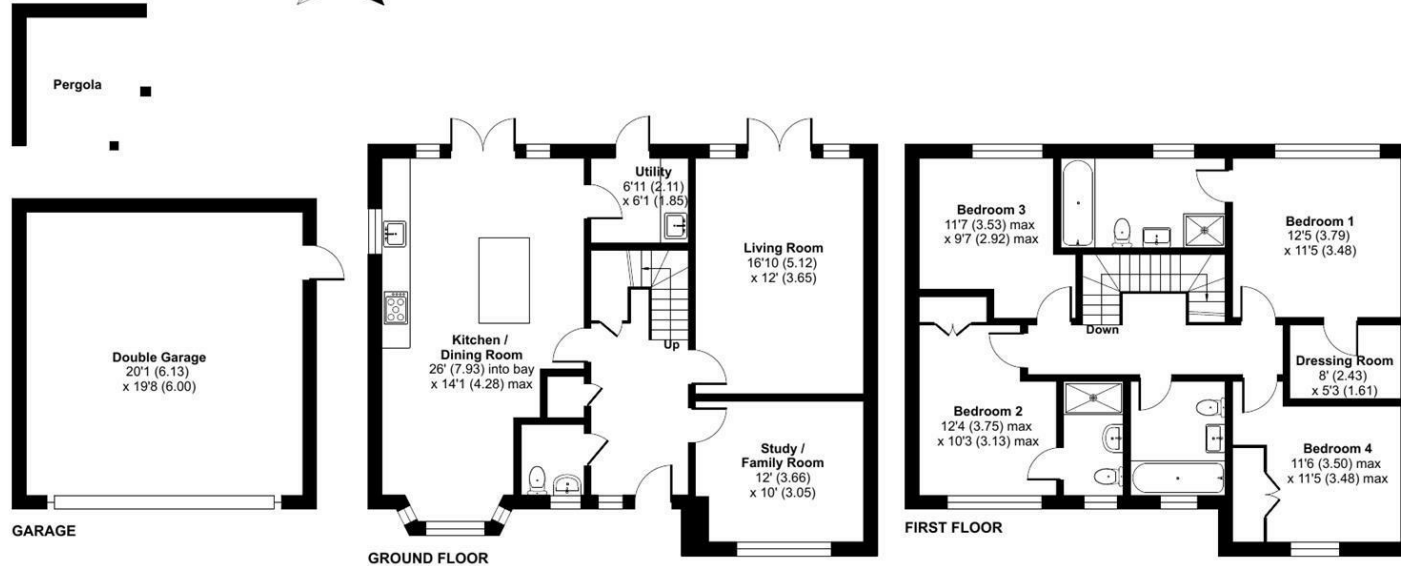 Pergola
Double Garage
20'1 (6.13)
x 19'8 (6.00)
GARAGE
Utility
6'11 (2.11)
x 6'1 (1.85)
Living Room
16'10 (5.12)
x 12' (3.65)
Kitchen /
Dining Room
26' (7.93) into bay
x 14'1 (4.28) max
Up
Study /
Family Room
12' (3.66)
x 10' (3.05)
GROUND FLOOR
Bedroom 3
11'7 (3.53) max
x 9'7 (2.92) max
Bedroom 1
12'5 (3.79)
x 11'5 (3.48)
Down
Dressing Room
8' (2.43)
x 5'3 (1.61)
Bedroom 2
12'4 (3.75) max
x 10'3 (3.13) max
Bedroom 4
11'6 (3.50) max
x 11'5 (3.48) max
FIRST FLOOR